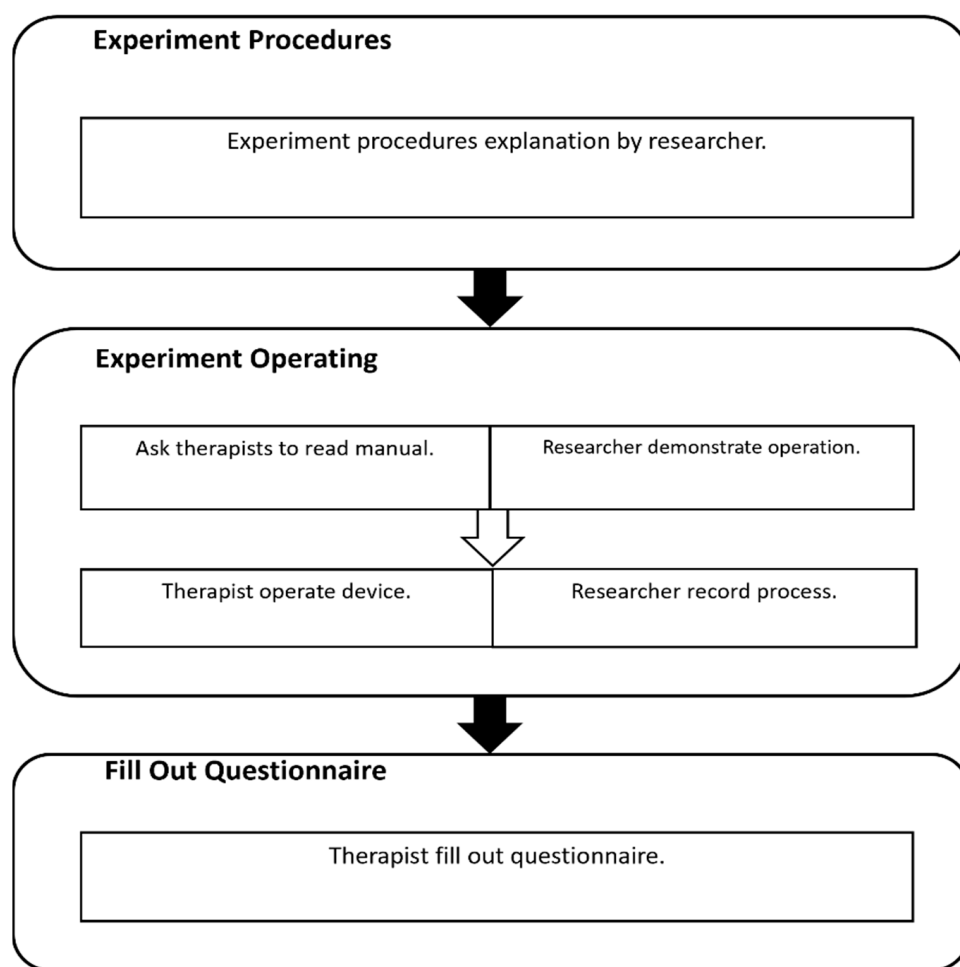 Experiment Procedures
Experiment procedures explanation by researcher.
Experiment Operating
Ask therapists to read manual.
Researcher demonstrate operation.
Therapist operate device.
Researcher record process.
Fill Out Questionnaire
Therapist fill out questionnaire.